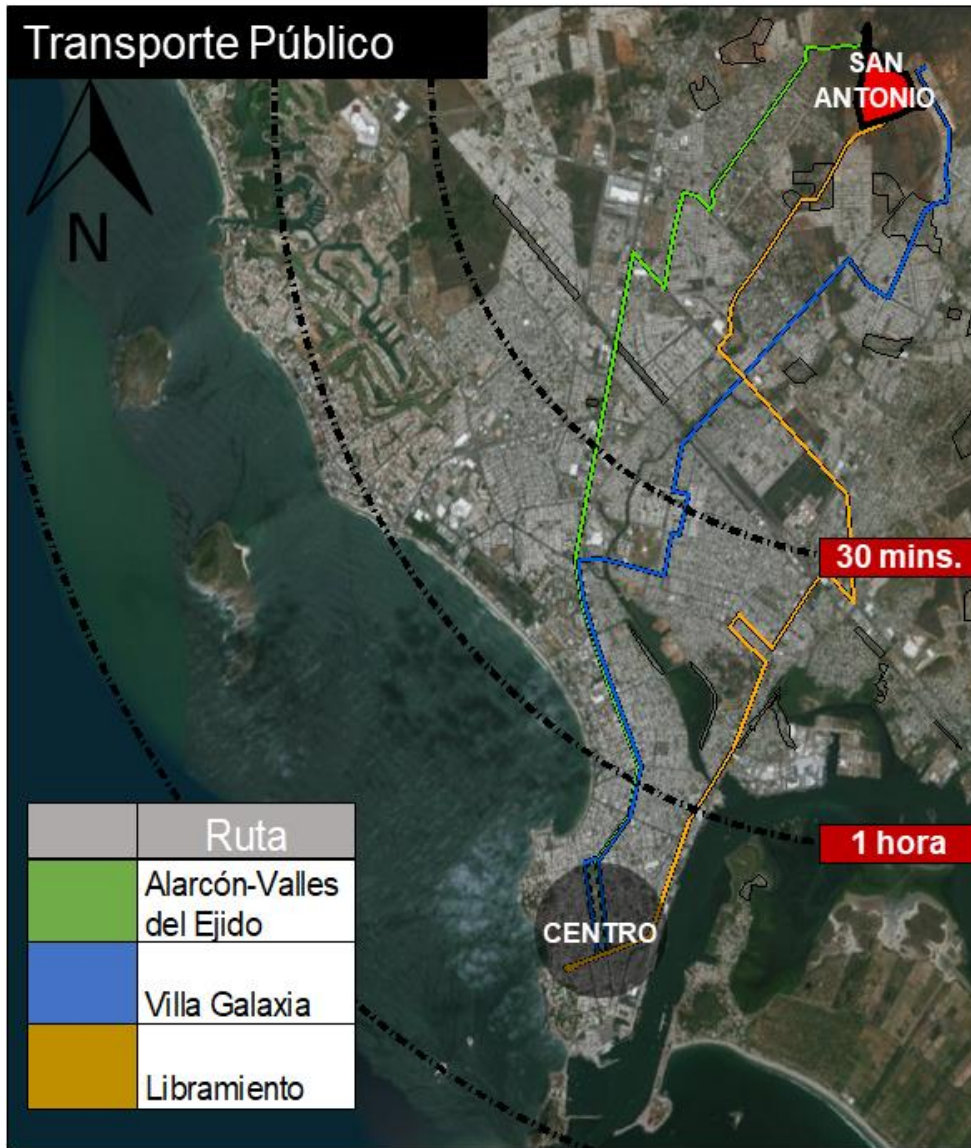 Transporte Público
SAN
ANTONIO
N
30 mins.
1 hora
CENTRO
Ruta
Alarcón-Valles
del Ejido
Villa Galaxia
Libramiento